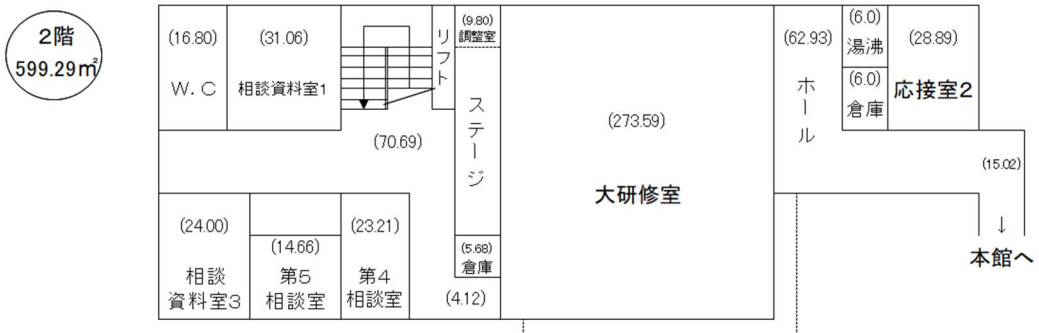 2階
599.29㎡
(16.80)
W.C
(31.06)
相談資料室1
リフト
(9.80)
調整室
ステージ
(273.59)
大研修室
(62.93)
ホール
(6.0)
湯沸
(6.0)
倉庫
(28.89)
応接室2
(70.69)
(15.02)
↓
本館へ
(24.00)
相談
資料室3
(14.66)
第5
相談室
(23.21)
第4
相談室
(5.68)
倉庫
(4.12)